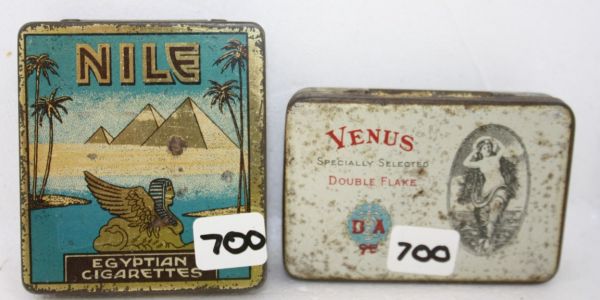 NILE
EGYPTIAN
CIGARETTES
700
VENUS
SPECIALLY SELECTED
DOUBLE FLAKE
700